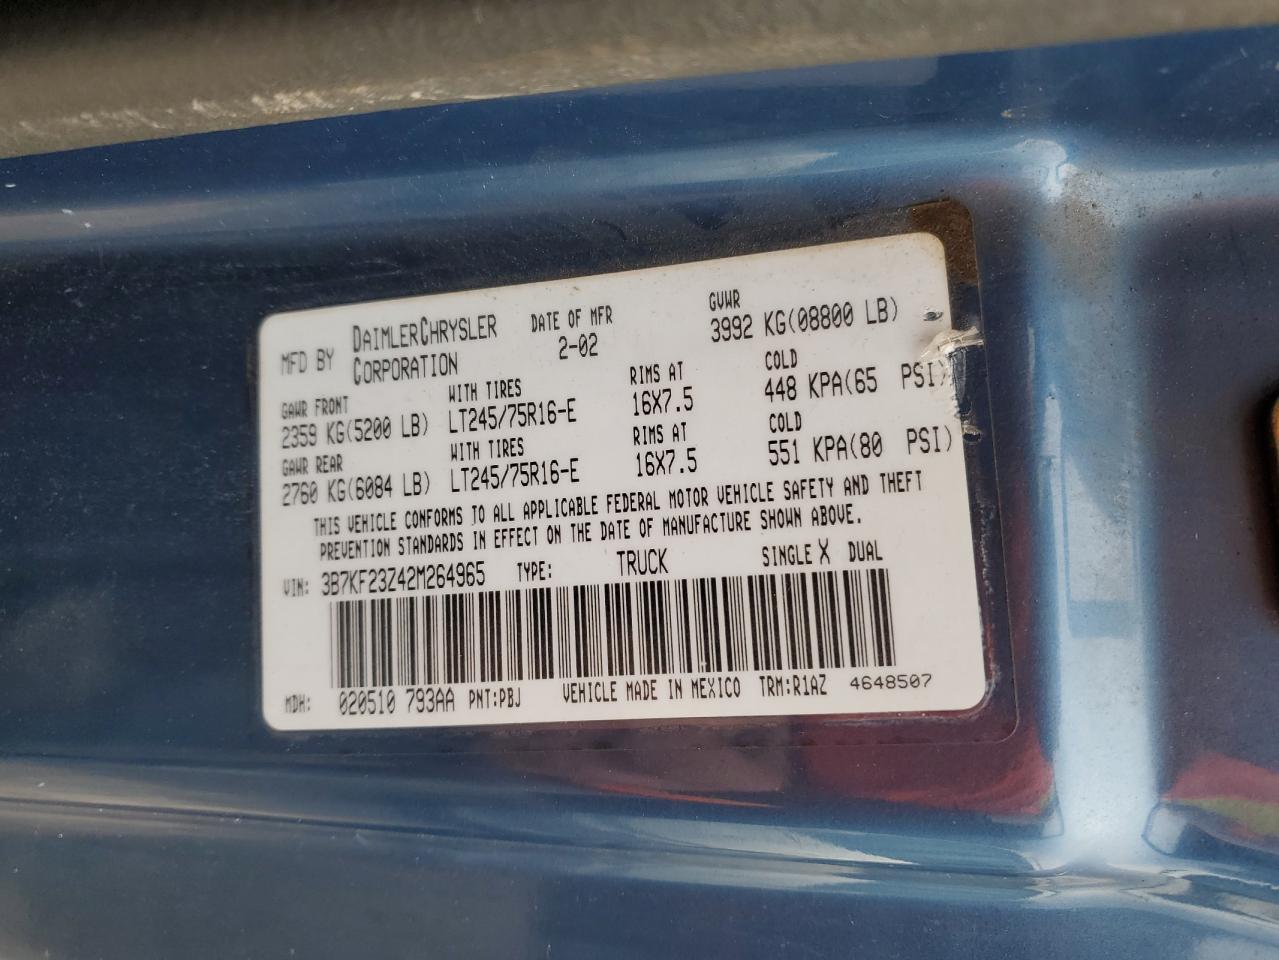 MFD BY DAIMLERCHRYSLER CORPORATION DATE OF MFR 2-02 GVWR 3992 KG(08800 LB)
GAWR FRONT WITH TIRES RIMS AT COLD
2359 KG(5200 LB) LT245/75R16-E 16X7.5 448 KPA(65 PSI)
GAWR REAR WITH TIRES RIMS AT COLD
2760 KG(6084 LB) LT245/75R16-E 16X7.5 551 KPA(80 PSI)
THIS VEHICLE CONFORMS TO ALL APPLICABLE FEDERAL MOTOR VEHICLE SAFETY AND THEFT
PREVENTION STANDARDS IN EFFECT ON THE DATE OF MANUFACTURE SHOWN ABOVE.
VIN: 3B7KF23Z42M264965 TYPE: TRUCK SINGLE X DUAL
MDH: 020510 793AA PNT:PBJ VEHICLE MADE IN MEXICO TRM:R1AZ 4648507